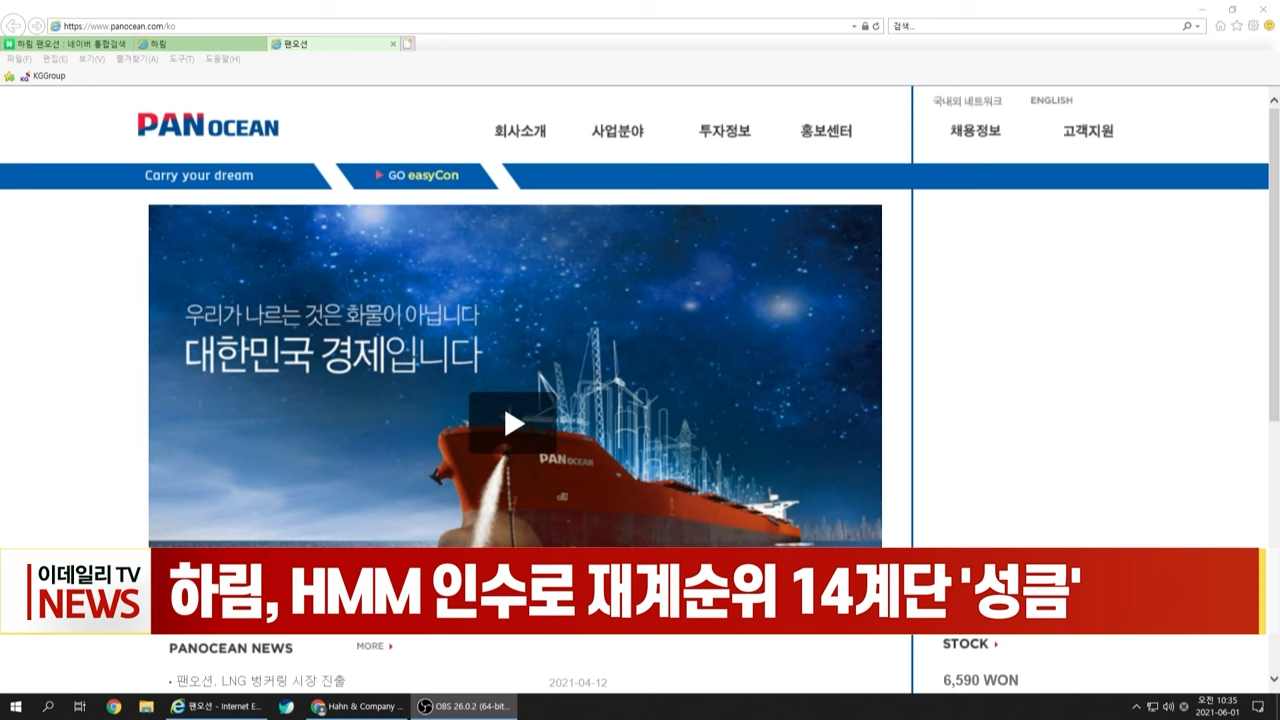 https://www.panocean.com/ko
검색...
하림 팬오션 : 네이버 통합검색
하림
팬오션
파일(F) 편집(E) 보기(V) 즐겨찾기(A) 도구(T) 도움말(H)
KGGroup
국내외 네트워크 ENGLISH
PAN OCEAN
회사소개 사업분야 투자정보 홍보센터 채용정보 고객지원
Carry your dream
GO easyCon
우리가 나르는 것은 화물이 아닙니다
대한민국 경제입니다
PAN OCEAN
이데일리 TV
NEWS
하림, HMM 인수로 재계순위 14계단 '성큼'
PANOCEAN NEWS
MORE
STOCK
· 팬오션, LNG 벙커링 시장 진출
2021-04-12
6,590 WON
팬오션 - Internet E...
Hahn & Company ...
OBS 26.0.2 (64-bit...
오전 10:35
2021-06-01